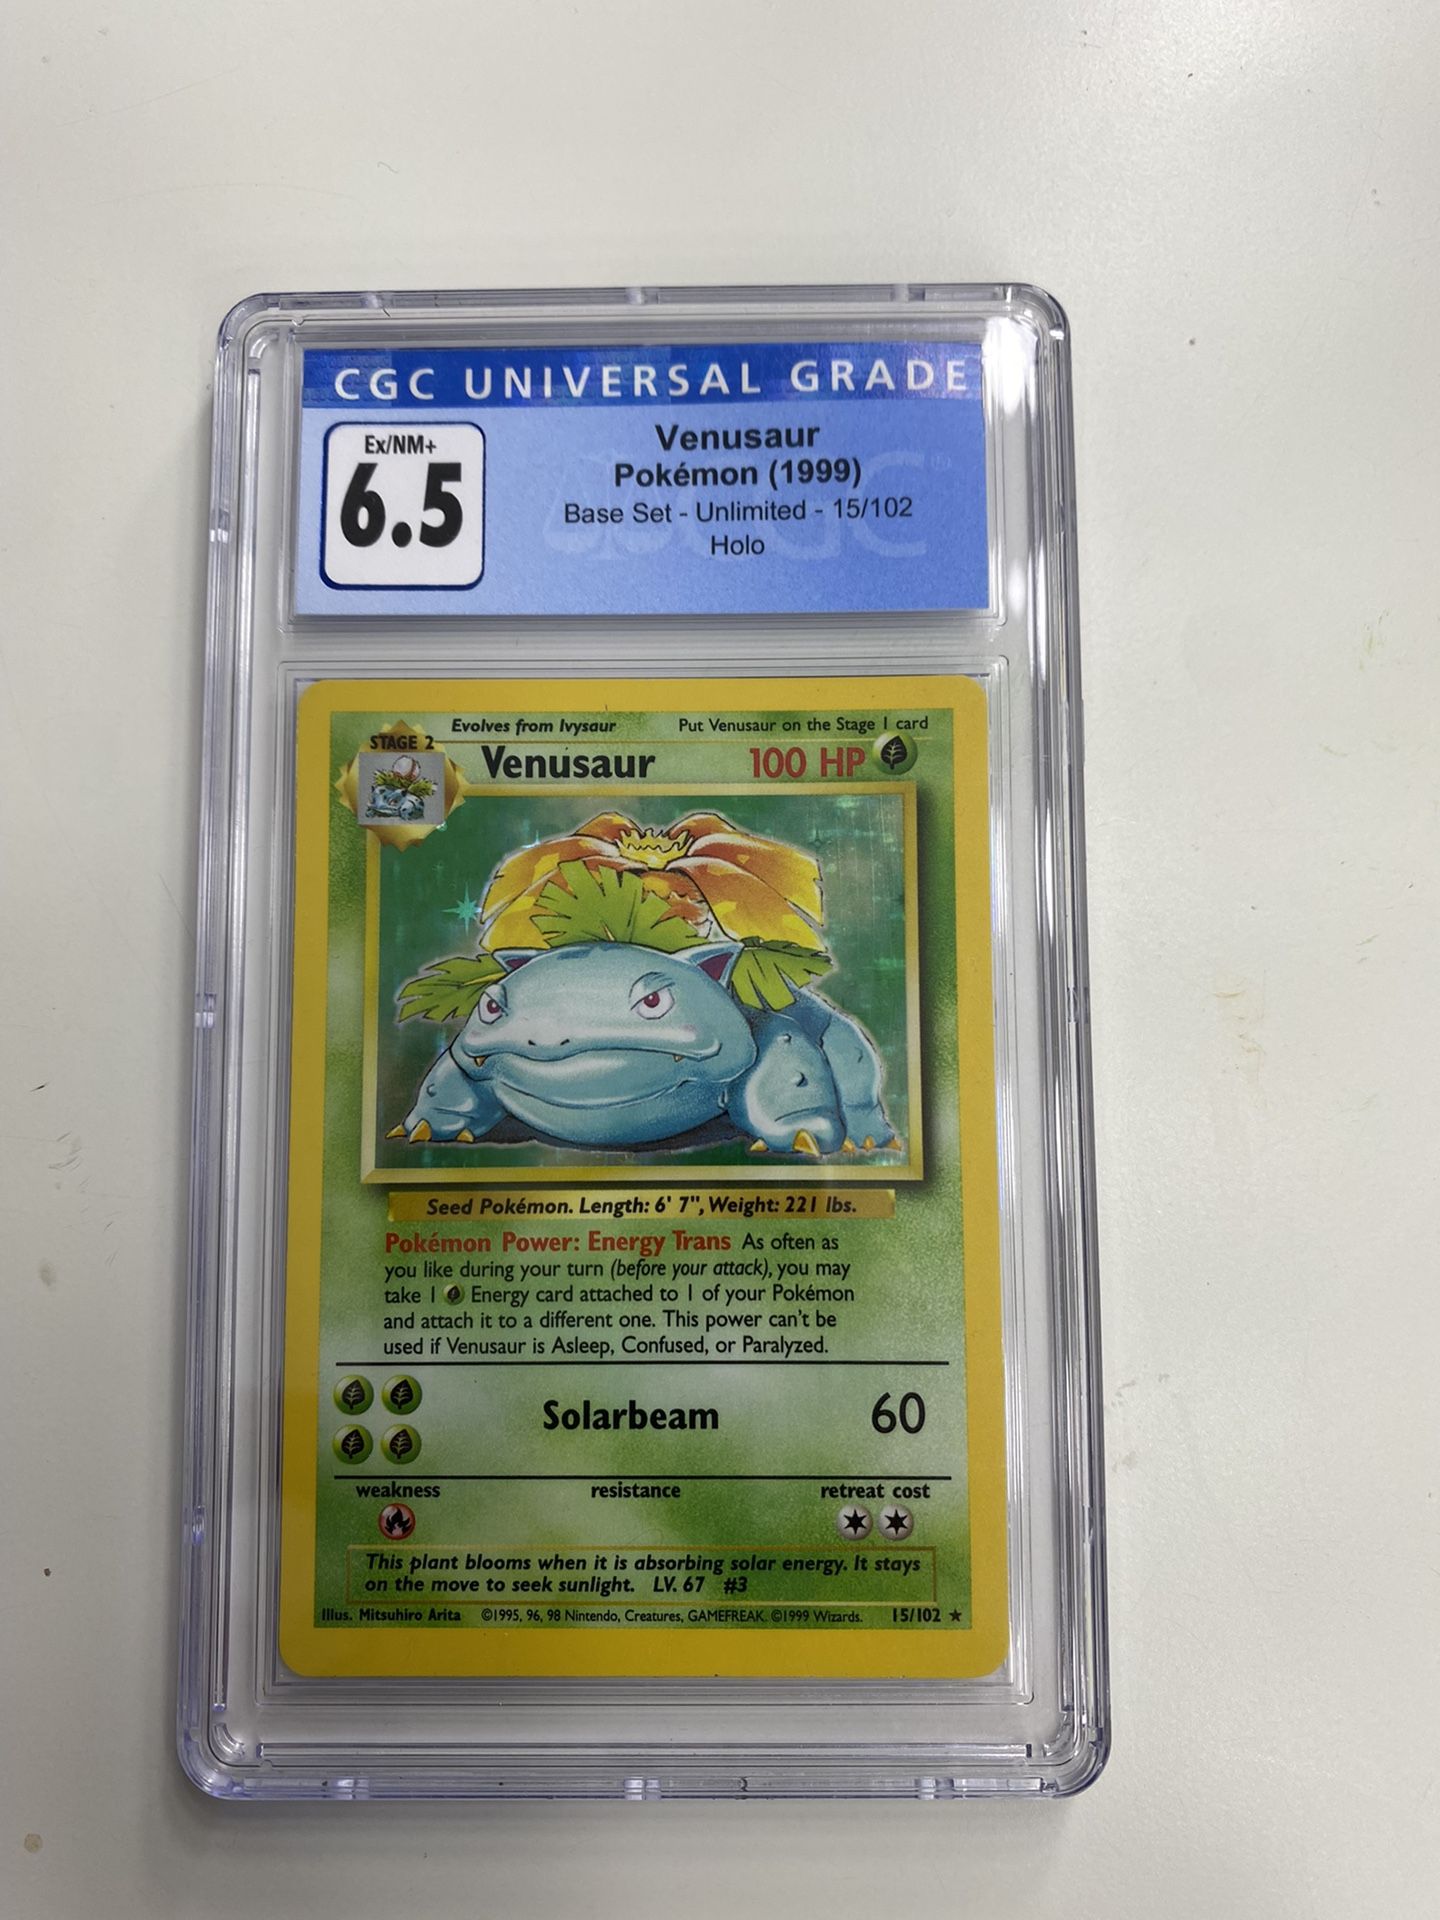 CGC UNIVERSAL GRADE
Ex/NM+
6.5
Venusaur
Pokémon (1999)
Base Set - Unlimited - 15/102
Holo
CGC
Evolves from Ivysaur Put Venusaur on the Stage 1 card
STAGE 2
Venusaur 100 HP
Seed Pokémon. Length: 6' 7", Weight: 221 lbs.
Pokémon Power: Energy Trans As often as
you like during your turn (before your attack), you may
take 1 Energy card attached to 1 of your Pokémon
and attach it to a different one. This power can't be
used if Venusaur is Asleep, Confused, or Paralyzed.
Solarbeam 60
weakness resistance retreat cost
This plant blooms when it is absorbing solar energy. It stays
on the move to seek sunlight. LV. 67 #3
Illus. Mitsuhiro Arita ©1995, 96, 98 Nintendo, Creatures, GAMEFREAK. ©1999 Wizards. 15/102 ★